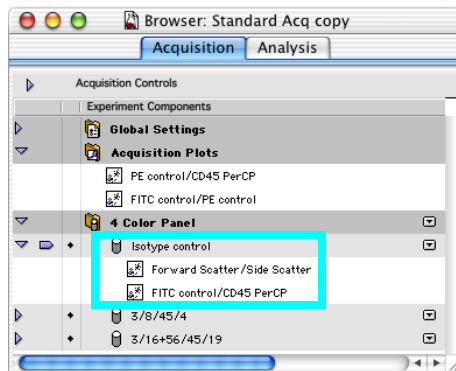 Browser: Standard Acq copy
Acquisition Analysis
Acquisition Controls
Experiment Components
Global Settings
Acquisition Plots
PE control/CD45 PerCP
FITC control/PE control
4 Color Panel
Isotype control
Forward Scatter/Side Scatter
FITC control/CD45 PerCP
3/8/45/4
3/16+56/45/19